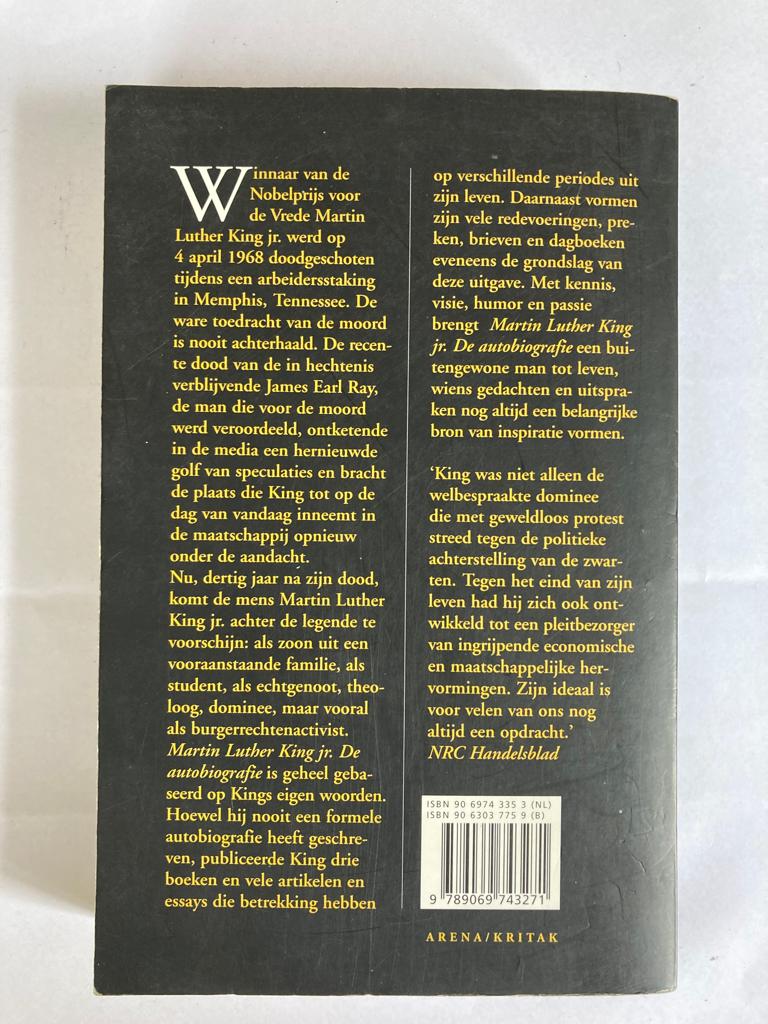 Winnaar van de
Nobelprijs voor
de Vrede Martin
Luther King jr. werd op
4 april 1968 doodgeschoten
tijdens een arbeidersstaking
in Memphis, Tennessee. De
ware toedracht van de moord
is nooit achterhaald. De recen-
te dood van de in hechtenis
verblijvende James Earl Ray,
de man die voor de moord
werd veroordeeld, ontketende
in de media een hernieuwde
golf van speculaties en bracht
de plaats die King tot op de
dag van vandaag inneemt in
de maatschappij opnieuw
onder de aandacht.
Nu, dertig jaar na zijn dood,
komt de mens Martin Luther
King jr. achter de legende te
voorschijn: als zoon uit een
vooraanstaande familie, als
student, als echtgenoot, theo-
loog, dominee, maar vooral
als burgerrechtenactivist.
Martin Luther King jr. De
autobiografie is geheel geba-
seerd op Kings eigen woorden.
Hoewel hij nooit een formele
autobiografie heeft geschre-
ven, publiceerde King drie
boeken en vele artikelen en
essays die betrekking hebben
op verschillende periodes uit
zijn leven. Daarnaast vormen
zijn vele redevoeringen, pre-
ken, brieven en dagboeken
eveneens de grondslag van
deze uitgave. Met kennis,
visie, humor en passie
brengt Martin Luther King
jr. De autobiografie een bui-
tengewone man tot leven,
wiens gedachten en uitspra-
ken nog altijd een belangrijke
bron van inspiratie vormen.
‘King was niet alleen de
welbespraakte dominee
die met geweldloos protest
streed tegen de politieke
achterstelling van de zwar-
ten. Tegen het eind van zijn
leven had hij zich ook ont-
wikkeld tot een pleitbezorger
van ingrijpende economische
en maatschappelijke her-
vormingen. Zijn ideaal is
voor velen van ons nog
altijd een opdracht.’
NRC Handelsblad
ISBN 90 6974 335 3 (NL)
ISBN 90 6303 775 9 (B)
9 789069 743271
ARENA/KRITAK